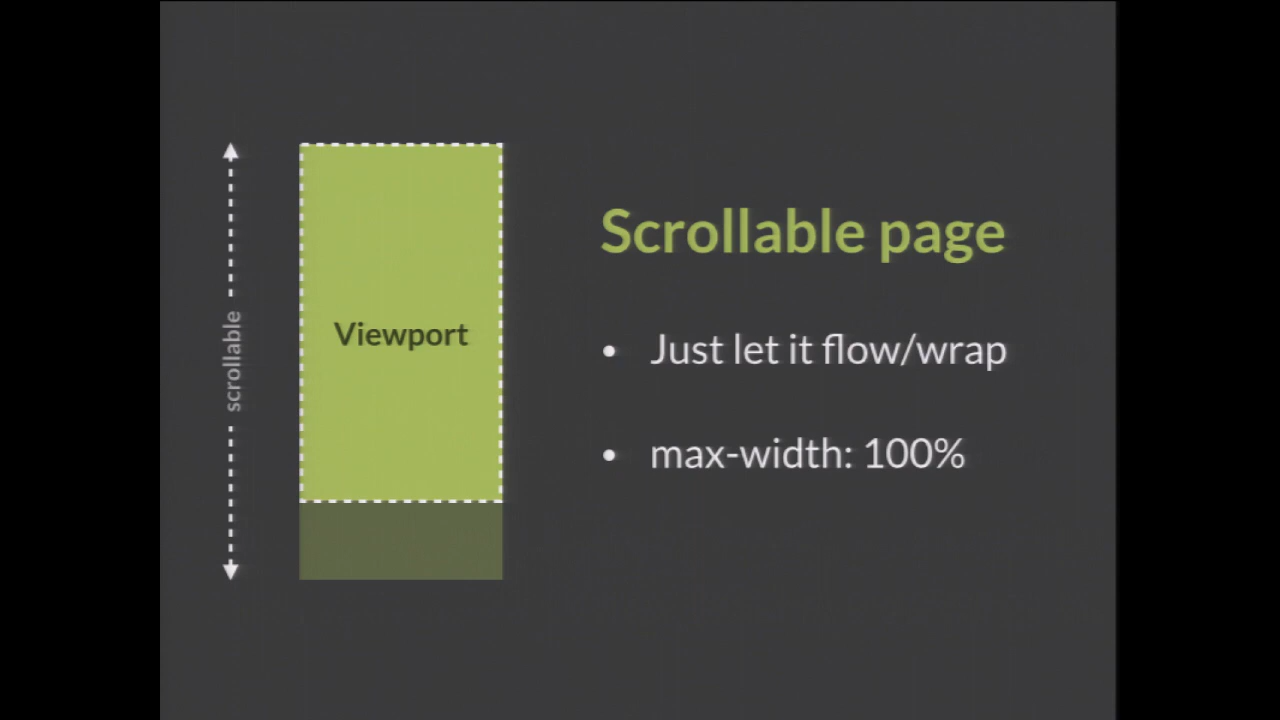 scrollable
Viewport
Scrollable page
• Just let it flow/wrap
• max-width: 100%